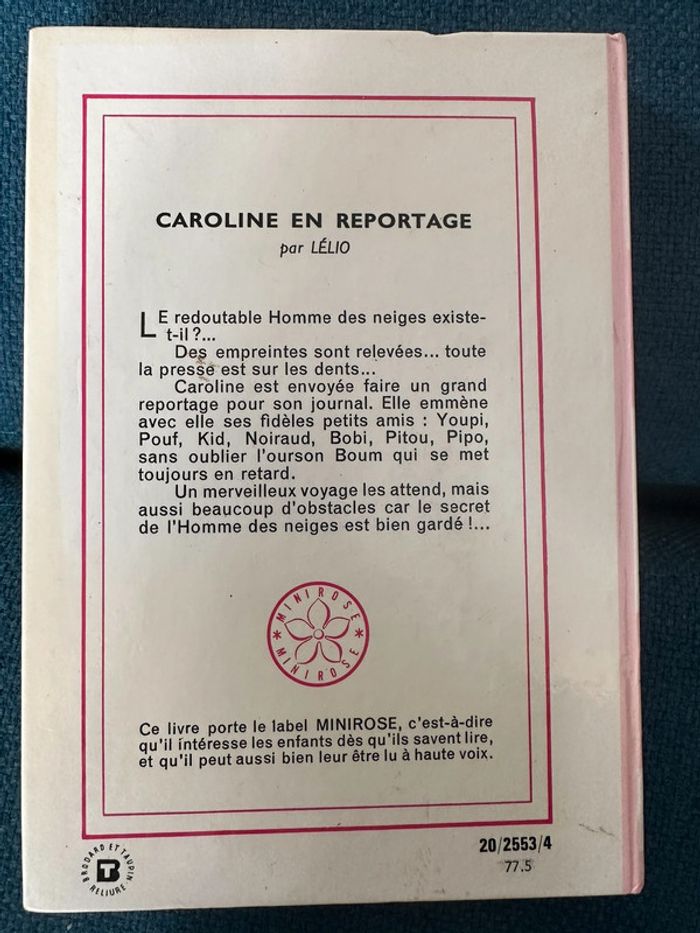 CAROLINE EN REPORTAGE
par LÉLIO
LE redoutable Homme des neiges existe-
t-il ?...
Des empreintes sont relevées... toute
la presse est sur les dents...
Caroline est envoyée faire un grand
reportage pour son journal. Elle emmène
avec elle ses fidèles petits amis : Youpi,
Pouf, Kid, Noiraud, Bobi, Pitou, Pipo,
sans oublier l'ourson Boum qui se met
toujours en retard.
Un merveilleux voyage les attend, mais
aussi beaucoup d'obstacles car le secret
de l'Homme des neiges est bien gardé !...
MINIROSE * MINIROSE *
Ce livre porte le label MINIROSE, c'est-à-dire
qu'il intéresse les enfants dès qu'ils savent lire,
et qu'il peut aussi bien leur être lu à haute voix.
BRODARD ET TAUPIN
BT
RELIURE
20/2553/4
77.5